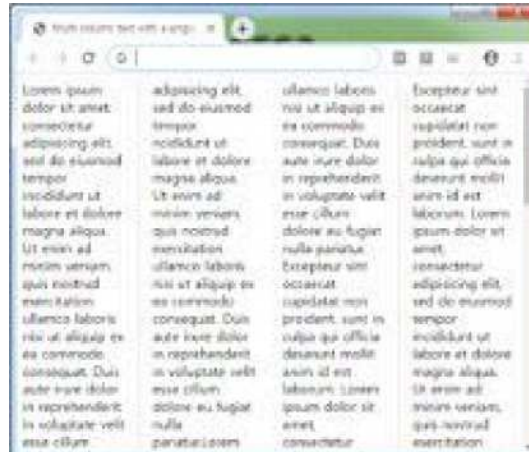 Multi column text with a
Lorem ipsum
dolor sit amet,
consectetur
adipisicing elit,
sed do eiusmod
tempor
incididunt ut
labore et dolore
magna aliqua.
Ut enim ad
minim veniam,
quis nostrud
exercitation
ullamco laboris
nisi ut aliquip ex
ea commodo
consequat. Duis
aute irure dolor
in reprehenderit
in voluptate velit
esse cillum
adipisicing elit,
sed do eiusmod
tempor
incididunt ut
labore et dolore
magna aliqua.
Ut enim ad
minim veniam,
quis nostrud
exercitation
ullamco laboris
nisi ut aliquip ex
ea commodo
consequat. Duis
aute irure dolor
in reprehenderit
in voluptate velit
esse cillum
dolore eu fugiat
nulla
pariatur.Lorem
ullamco laboris
nisi ut aliquip ex
ea commodo
consequat. Duis
aute irure dolor
in reprehenderit
in voluptate velit
esse cillum
dolore eu fugiat
nulla pariatur.
Excepteur sint
occaecat
cupidatat non
proident, sunt in
culpa qui officia
deserunt mollit
anim id est
laborum. Lorem
ipsum dolor sit
amet,
consectetur
Excepteur sint
occaecat
cupidatat non
proident, sunt in
culpa qui officia
deserunt mollit
anim id est
laborum. Lorem
ipsum dolor sit
amet,
consectetur
adipisicing elit,
sed do eiusmod
tempor
incididunt ut
labore et dolore
magna aliqua.
Ut enim ad
minim veniam,
quis nostrud
exercitation